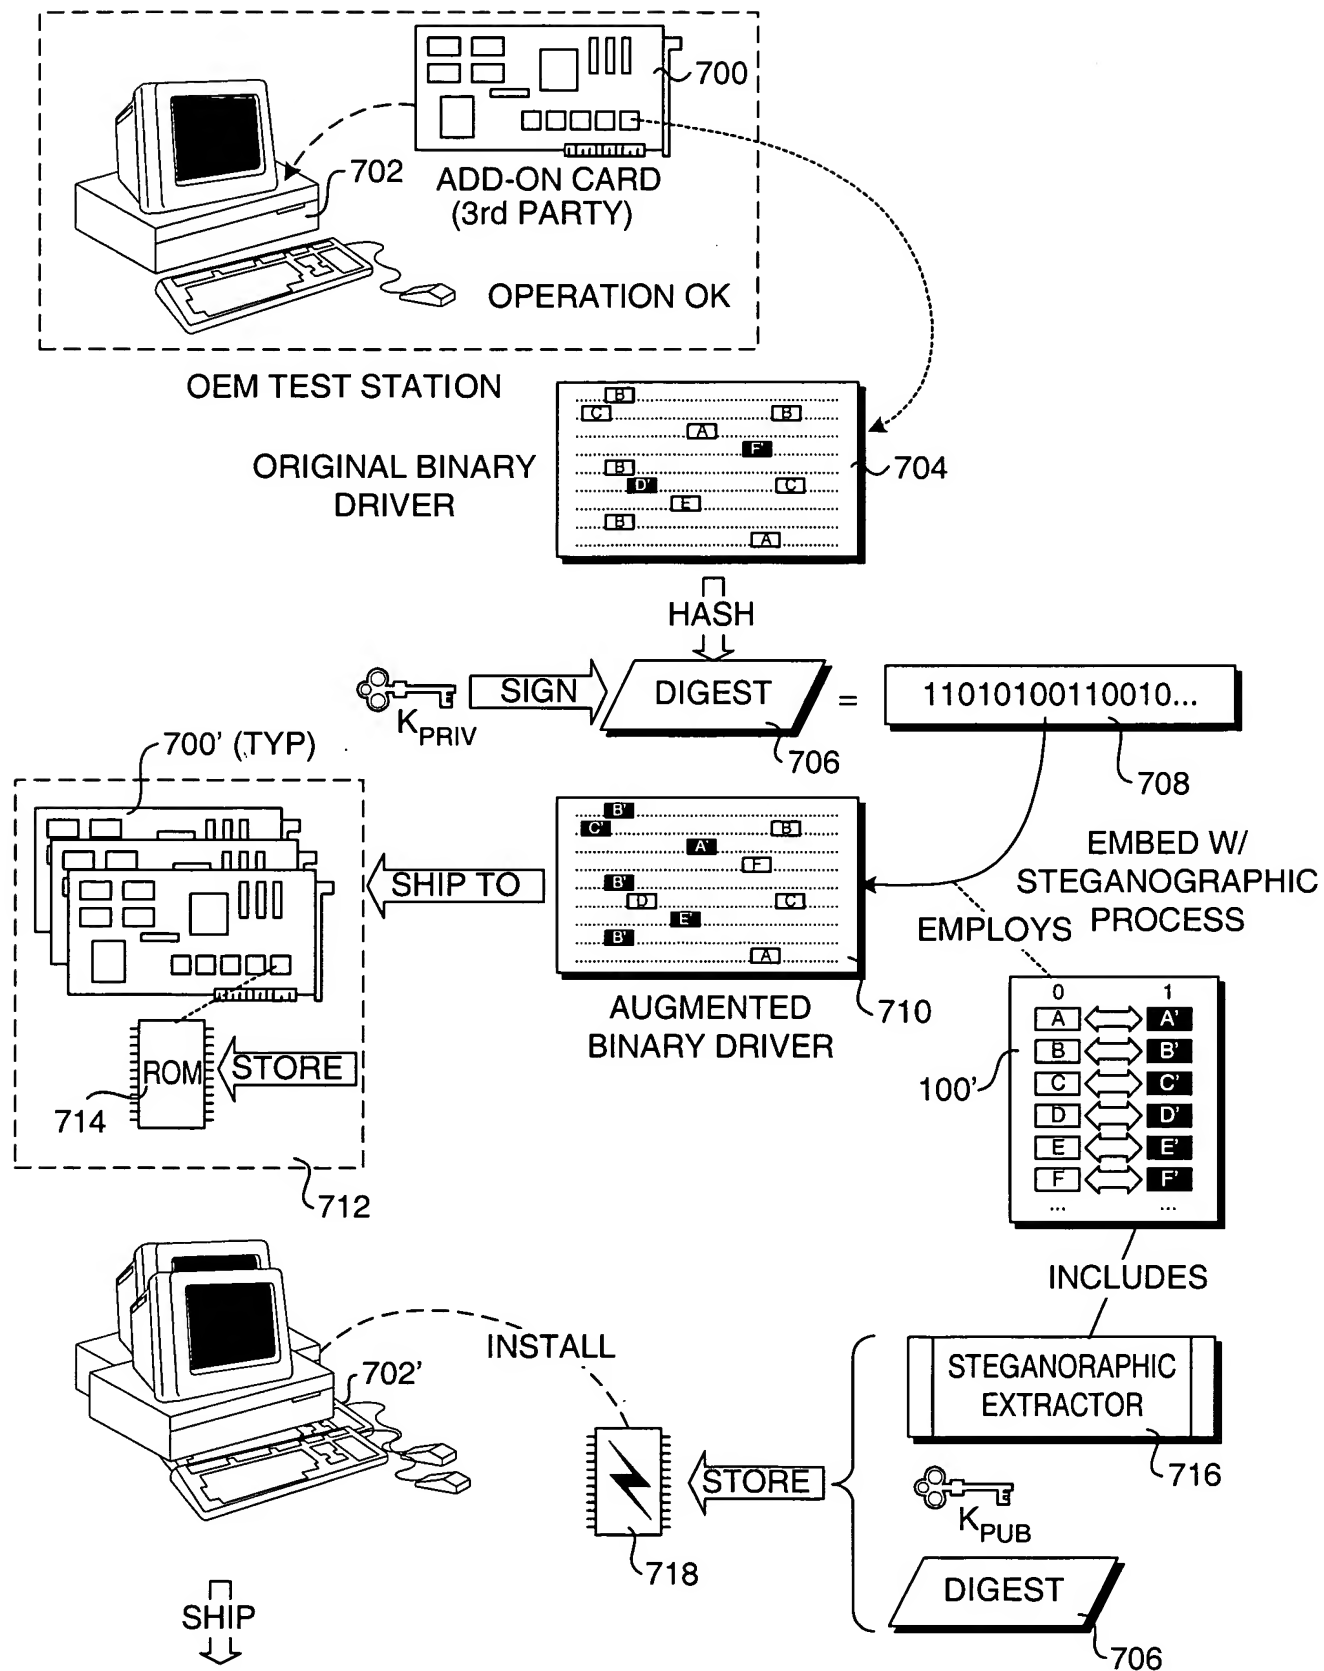 700
702
ADD-ON CARD
(3rd PARTY)
OPERATION OK
OEM TEST STATION
B
C B
A
F'
B
D' C
E
B
A
704
ORIGINAL BINARY
DRIVER
HASH
SIGN
DIGEST
=
11010100110010...
KPRIV
706
708
700' (TYP)
B'
C' B
A'
F
B'
D C
E'
B'
A
SHIP TO
EMBED W/
STEGANOGRAPHIC
PROCESS
EMPLOYS
710
AUGMENTED
BINARY DRIVER
0 1
A A'
B B'
C C'
D D'
E E'
F F'
... ...
100'
ROM
STORE
714
712
INCLUDES
INSTALL
702'
STEGANORAPHIC
EXTRACTOR
716
STORE
KPUB
718
DIGEST
706
SHIP